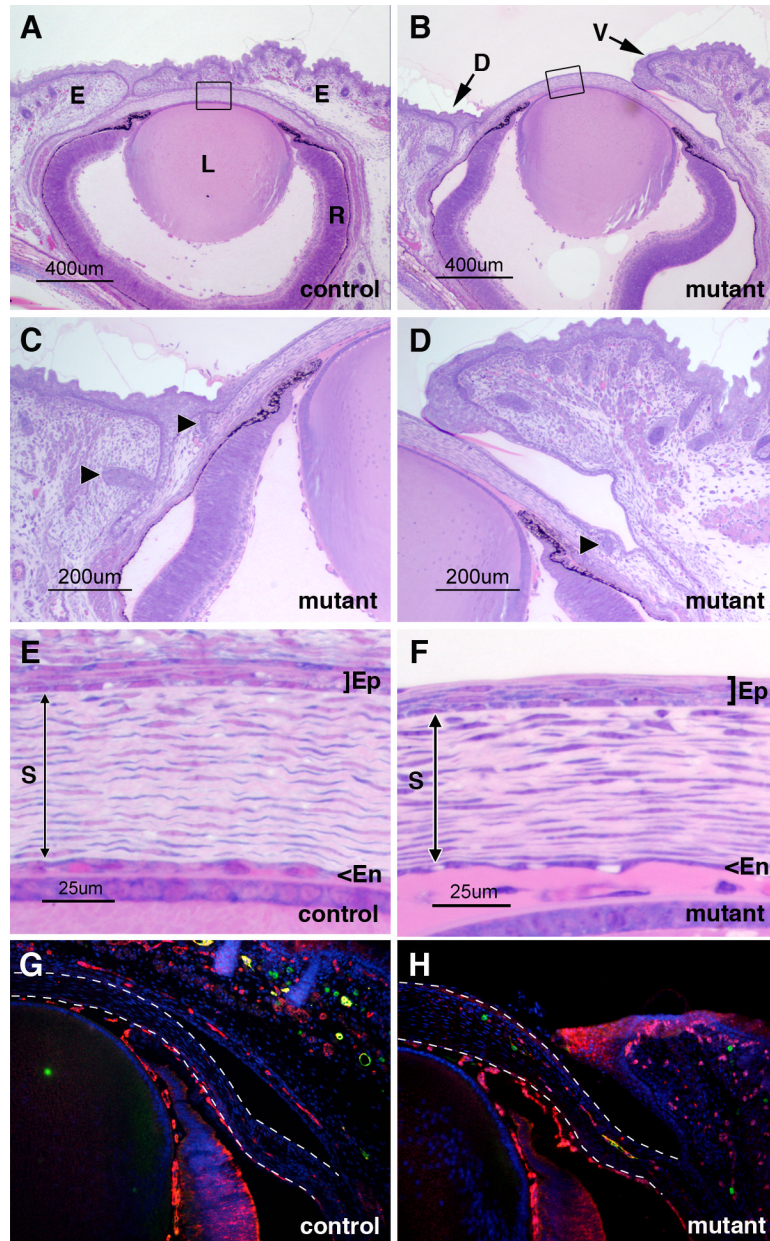 A
E
E
L
R
400um
control
B
V
D
400um
mutant
C
200um
mutant
D
200um
mutant
E
]Ep
S
<En
25um
control
F
]Ep
S
<En
25um
mutant
G
control
H
mutant